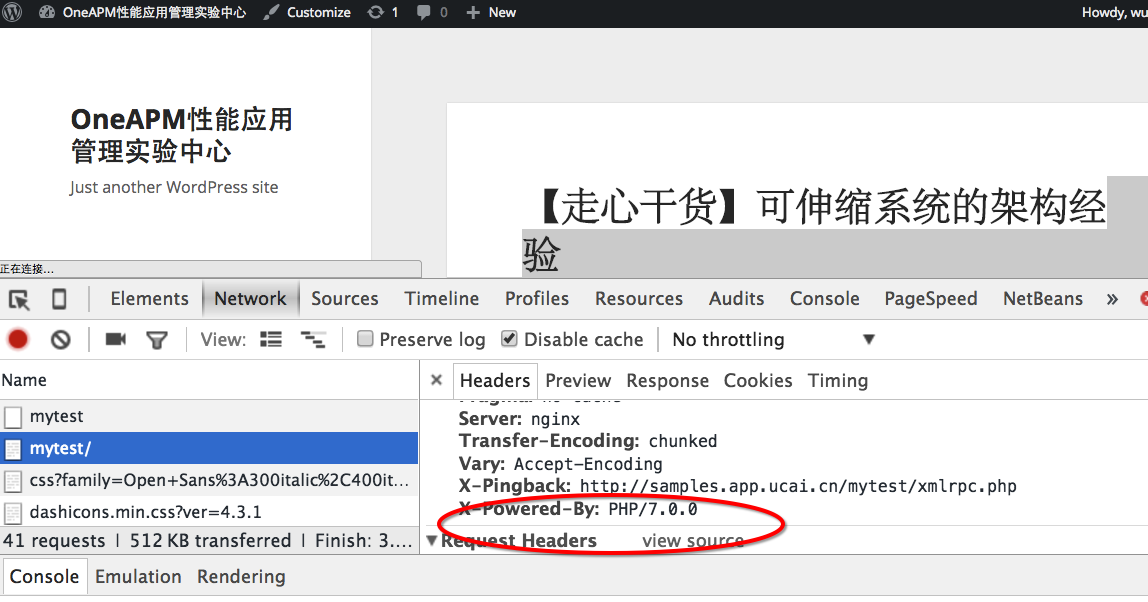 OneAPM性能应用管理实验中心 Customize 1 0 New Howdy, wu
OneAPM性能应用
管理实验中心
Just another WordPress site
【走心干货】可伸缩系统的架构经
验
正在连接...
Elements Network Sources Timeline Profiles Resources Audits Console PageSpeed NetBeans »
View: Preserve log Disable cache No throttling
Name
× Headers Preview Response Cookies Timing
mytest
mytest/
css?family=Open+Sans%3A300italic%2C400it...
dashicons.min.css?ver=4.3.1
41 requests | 512 KB transferred | Finish: 3....
Pragma: no-cache
Server: nginx
Transfer-Encoding: chunked
Vary: Accept-Encoding
X-Pingback: http://samples.app.ucai.cn/mytest/xmlrpc.php
X-Powered-By: PHP/7.0.0
Request Headers view source
Console Emulation Rendering